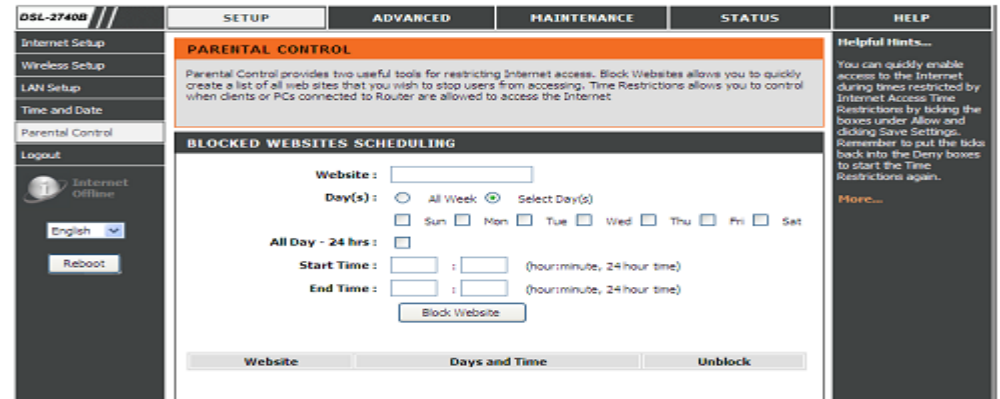 DSL-2740B
SETUP
ADVANCED
MAINTENANCE
STATUS
HELP
Internet Setup
Wireless Setup
LAN Setup
Time and Date
Parental Control
Logout
Internet
Offline
English
Reboot
PARENTAL CONTROL
Parental Control provides two useful tools for restricting Internet access. Block Websites allows you to quickly
create a list of all web sites that you wish to stop users from accessing. Time Restrictions allows you to control
when clients or PCs connected to Router are allowed to access the Internet
BLOCKED WEBSITES SCHEDULING
Website :
Day(s) : All Week Select Day(s)
Sun Mon Tue Wed Thu Fri Sat
All Day - 24 hrs :
Start Time : : (hour:minute, 24 hour time)
End Time : : (hour:minute, 24 hour time)
Block Website
Website Days and Time Unblock
Helpful Hints...
You can quickly enable
access to the Internet
during times restricted by
Internet Access Time
Restrictions by ticking the
boxes under Allow and
clicking Save Settings.
Remember to put the ticks
back into the Deny boxes
to start the Time
Restrictions again.
More...